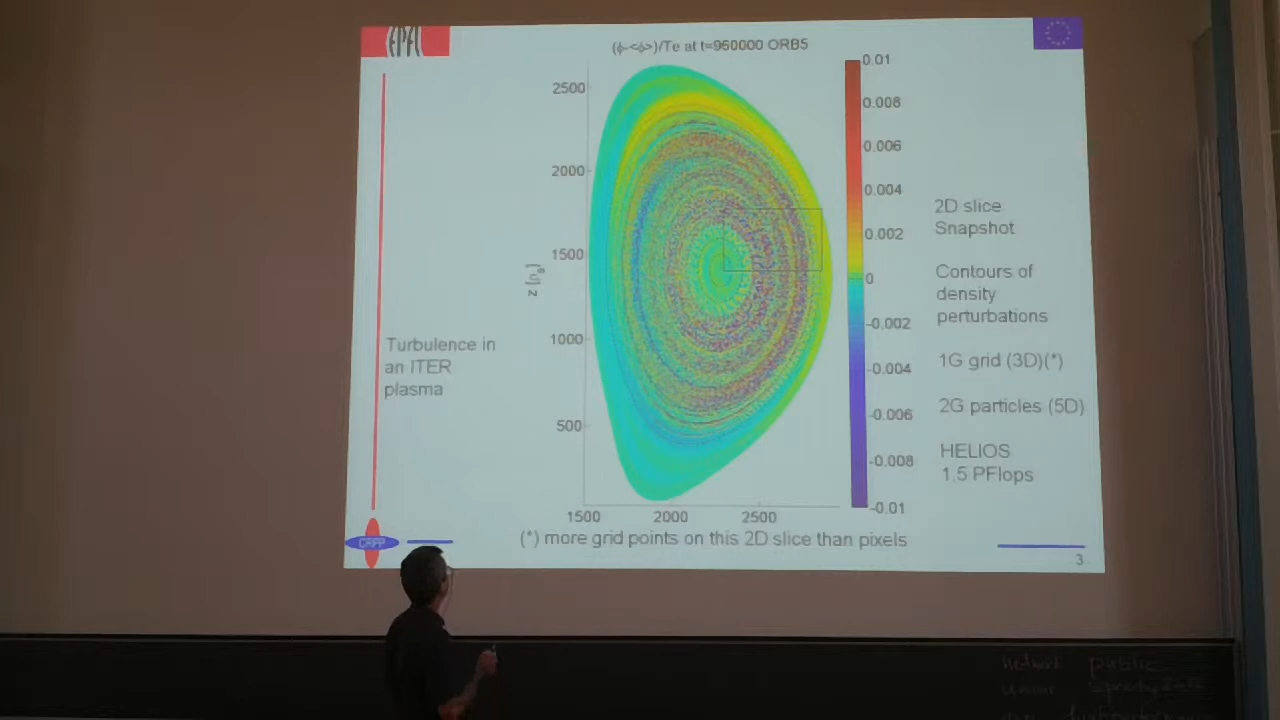 EPFL
(ϕ-<ϕ>)/Te at t=960000 ORB5
2500
2000
1500
1000
500
z [ρs]
1500 2000 2500
0.01
0.008
0.006
0.004
0.002
0
-0.002
-0.004
-0.006
-0.008
-0.01
Turbulence in
an ITER
plasma
2D slice
Snapshot
Contours of
density
perturbations
1G grid (3D)(*)
2G particles (5D)
HELIOS
1.5 PFlops
(*) more grid points on this 2D slice than pixels
CRPP
3
network public